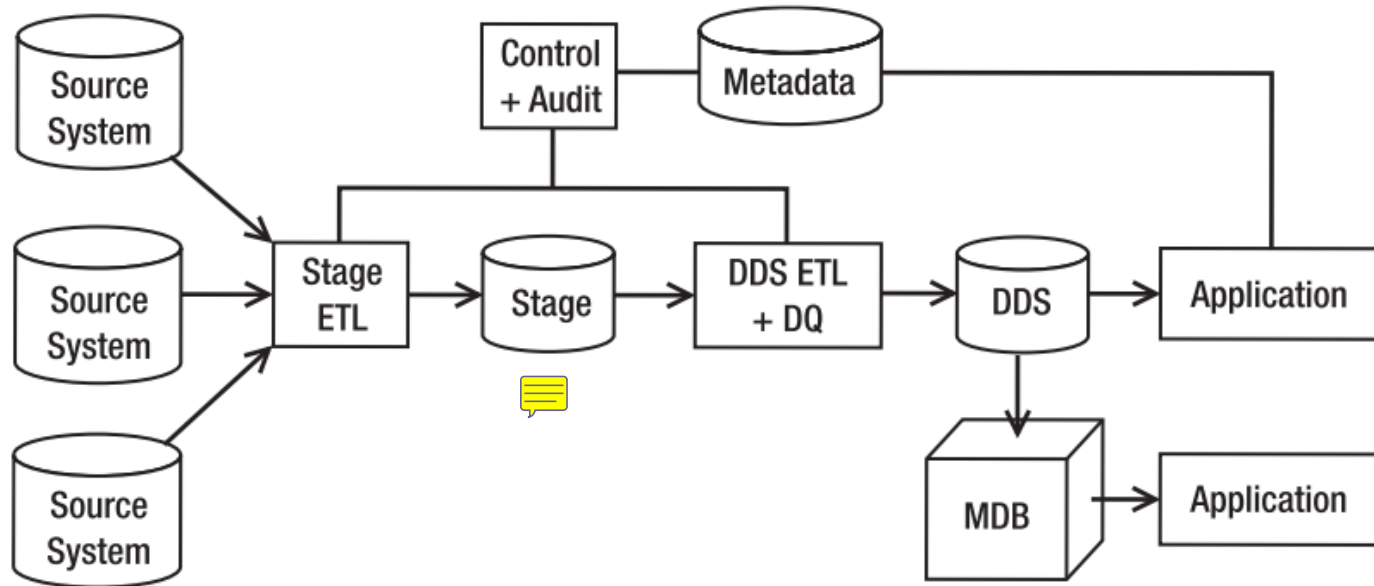 Source
System
Control
+ Audit
Metadata
Source
System
Stage
ETL
Stage
DDS ETL
+ DQ
DDS
Application
Source
System
MDB
Application